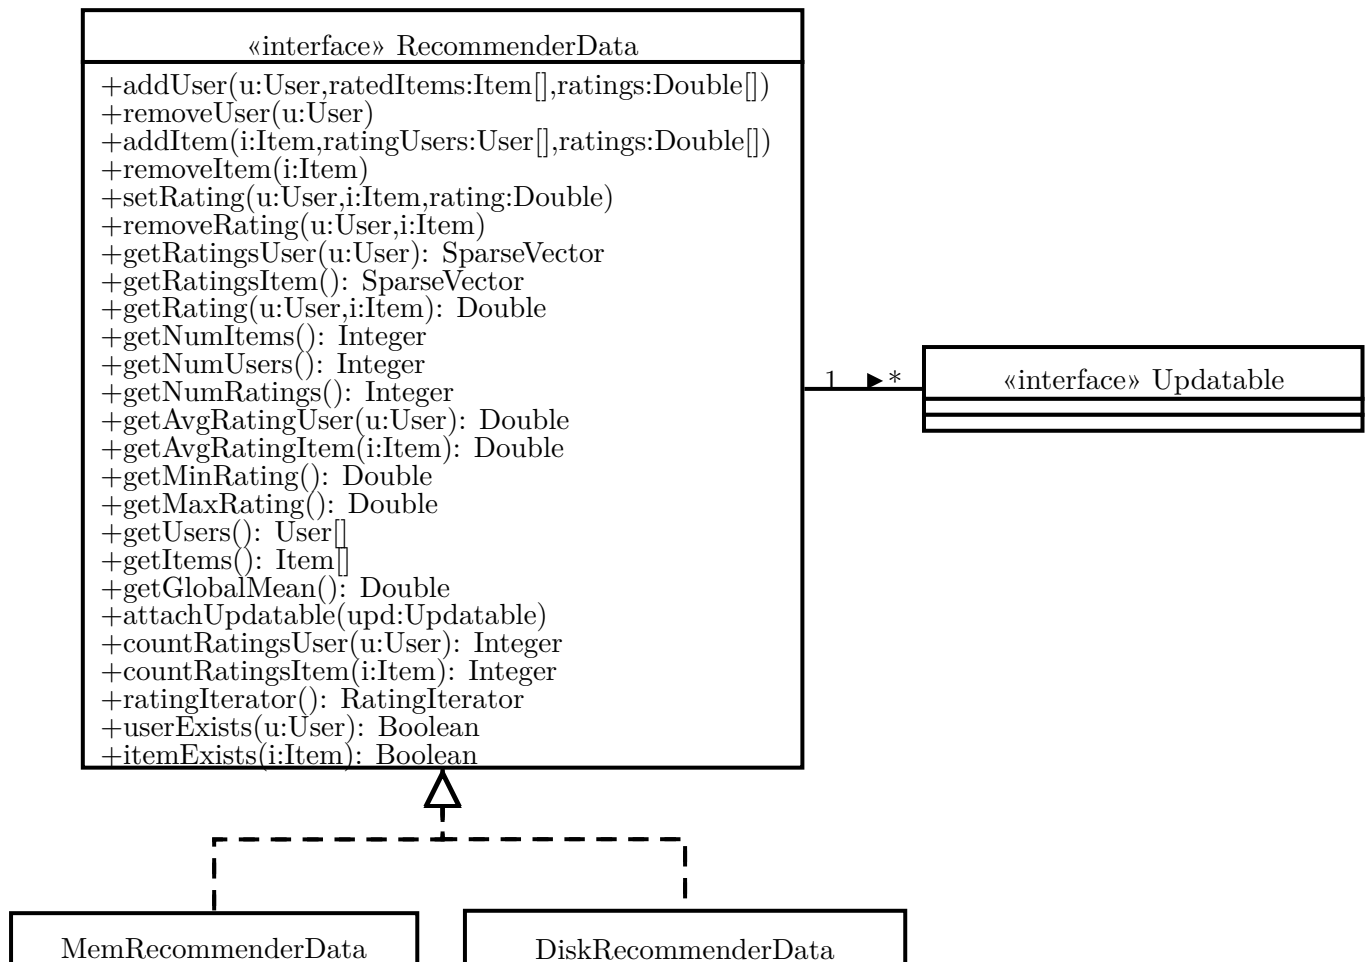 «interface» RecommenderData
+addUser(u:User,ratedItems:Item[],ratings:Double[])
+removeUser(u:User)
+addItem(i:Item,ratingUsers:User[],ratings:Double[])
+removeItem(i:Item)
+setRating(u:User,i:Item,rating:Double)
+removeRating(u:User,i:Item)
+getRatingsUser(u:User): SparseVector
+getRatingsItem(): SparseVector
+getRating(u:User,i:Item): Double
+getNumItems(): Integer
+getNumUsers(): Integer
+getNumRatings(): Integer
+getAvgRatingUser(u:User): Double
+getAvgRatingItem(i:Item): Double
+getMinRating(): Double
+getMaxRating(): Double
+getUsers(): User[]
+getItems(): Item[]
+getGlobalMean(): Double
+attachUpdatable(upd:Updatable)
+countRatingsUser(u:User): Integer
+countRatingsItem(i:Item): Integer
+ratingIterator(): RatingIterator
+userExists(u:User): Boolean
+itemExists(i:Item): Boolean
1 ▶ *
«interface» Updatable
MemRecommenderData
DiskRecommenderData